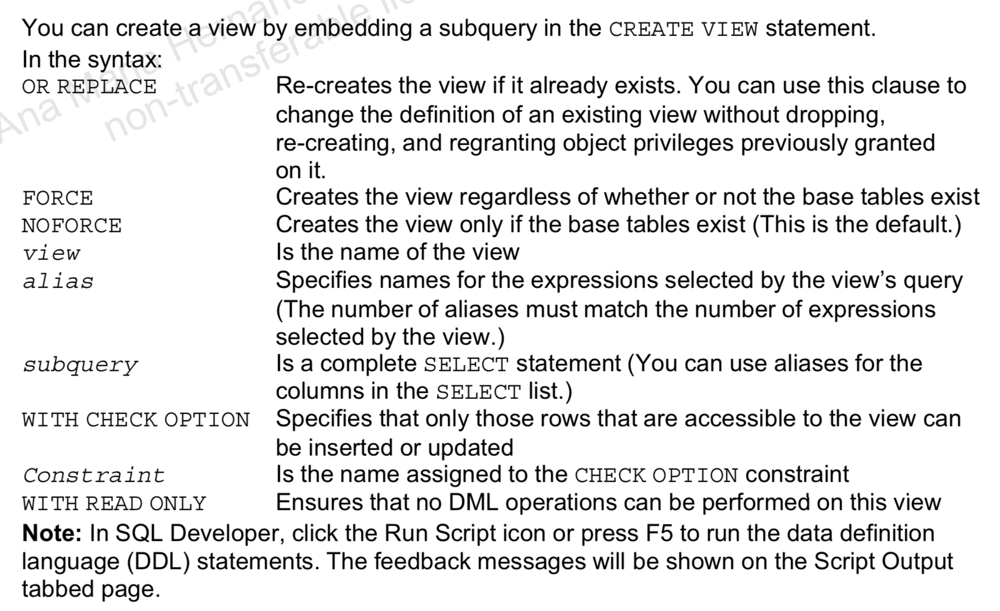 You can create a view by embedding a subquery in the CREATE VIEW statement.
In the syntax:
OR REPLACE Re-creates the view if it already exists. You can use this clause to
change the definition of an existing view without dropping,
re-creating, and regranting object privileges previously granted
on it.
FORCE Creates the view regardless of whether or not the base tables exist
NOFORCE Creates the view only if the base tables exist (This is the default.)
view Is the name of the view
alias Specifies names for the expressions selected by the view’s query
(The number of aliases must match the number of expressions
selected by the view.)
subquery Is a complete SELECT statement (You can use aliases for the
columns in the SELECT list.)
WITH CHECK OPTION Specifies that only those rows that are accessible to the view can
be inserted or updated
Constraint Is the name assigned to the CHECK OPTION constraint
WITH READ ONLY Ensures that no DML operations can be performed on this view
Note: In SQL Developer, click the Run Script icon or press F5 to run the data definition
language (DDL) statements. The feedback messages will be shown on the Script Output
tabbed page.
Ana Maria
non-transferable